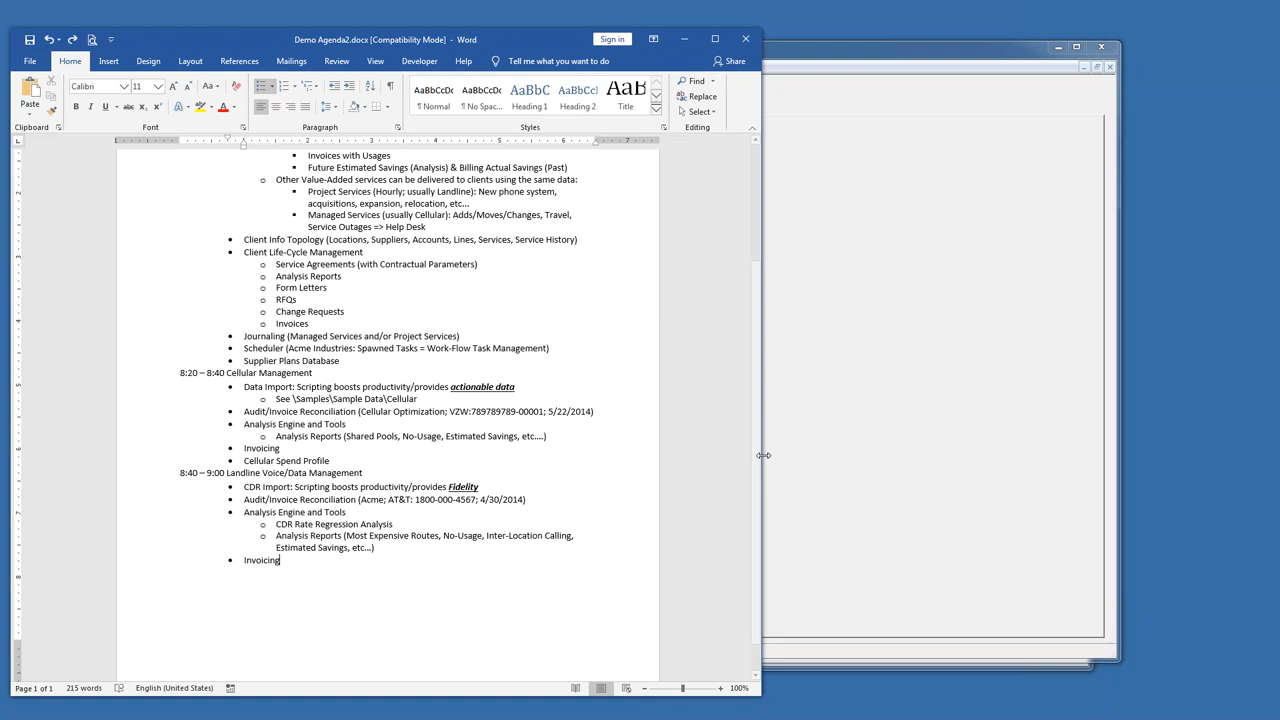 Demo Agenda2.docx [Compatibility Mode] - Word
Sign in
File Home Insert Design Layout References Mailings Review View Developer Tell me what you want to do Share
Paste
Clipboard
Calibri 11
Font
Paragraph
AaBbCcDc AaBbCcDc AaBbC AaBbCcI AaB
¶ Normal ¶ No Spac... Heading 1 Heading 2 Title
Styles
Find
Replace
Select
Editing
▪ Invoices with Usages
▪ Future Estimated Savings (Analysis) & Billing Actual Savings (Past)
o Other Value-Added services can be delivered to clients using the same data:
▪ Project Services (Hourly; usually Landline): New phone system,
acquisitions, expansion, relocation, etc...
▪ Managed Services (usually Cellular): Adds/Moves/Changes, Travel,
Service Outages => Help Desk
• Client Info Topology (Locations, Suppliers, Accounts, Lines, Services, Service History)
• Client Life-Cycle Management
o Service Agreements (with Contractual Parameters)
o Analysis Reports
o Form Letters
o RFQs
o Change Requests
o Invoices
• Journaling (Managed Services and/or Project Services)
• Scheduler (Acme Industries: Spawned Tasks = Work-Flow Task Management)
• Supplier Plans Database
8:20 – 8:40 Cellular Management
• Data Import: Scripting boosts productivity/provides actionable data
o See \Samples\Sample Data\Cellular
• Audit/Invoice Reconciliation (Cellular Optimization; VZW:789789789-00001; 5/22/2014)
• Analysis Engine and Tools
o Analysis Reports (Shared Pools, No-Usage, Estimated Savings, etc....)
• Invoicing
• Cellular Spend Profile
8:40 – 9:00 Landline Voice/Data Management
• CDR Import: Scripting boosts productivity/provides Fidelity
• Audit/Invoice Reconciliation (Acme; AT&T: 1800-000-4567; 4/30/2014)
• Analysis Engine and Tools
o CDR Rate Regression Analysis
o Analysis Reports (Most Expensive Routes, No-Usage, Inter-Location Calling,
Estimated Savings, etc...)
• Invoicing
Page 1 of 1 215 words English (United States) 100%